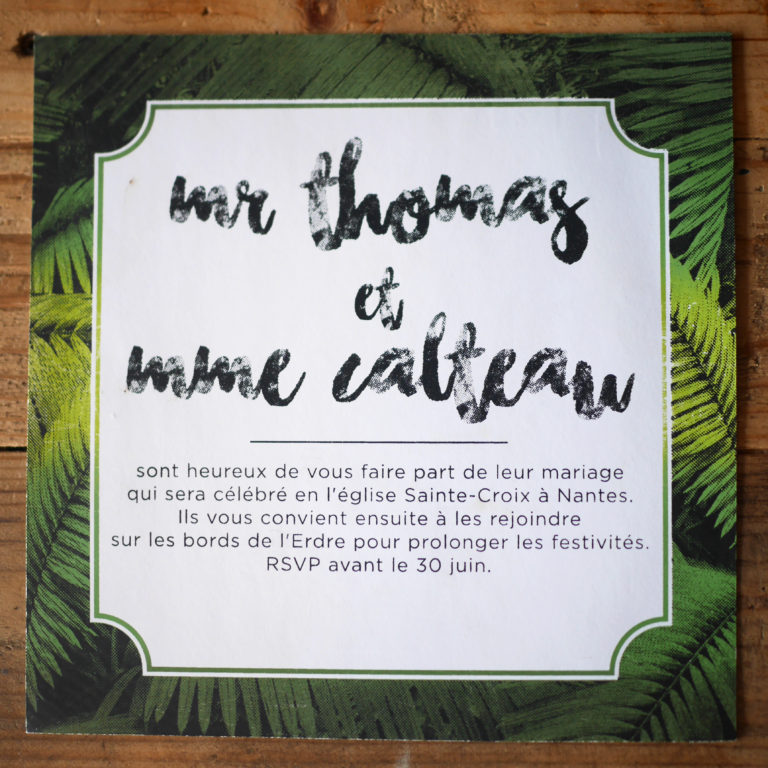 mr thomas
et
mme calteau
sont heureux de vous faire part de leur mariage
qui sera célébré en l'église Sainte-Croix à Nantes.
Ils vous convient ensuite à les rejoindre
sur les bords de l'Erdre pour prolonger les festivités.
RSVP avant le 30 juin.